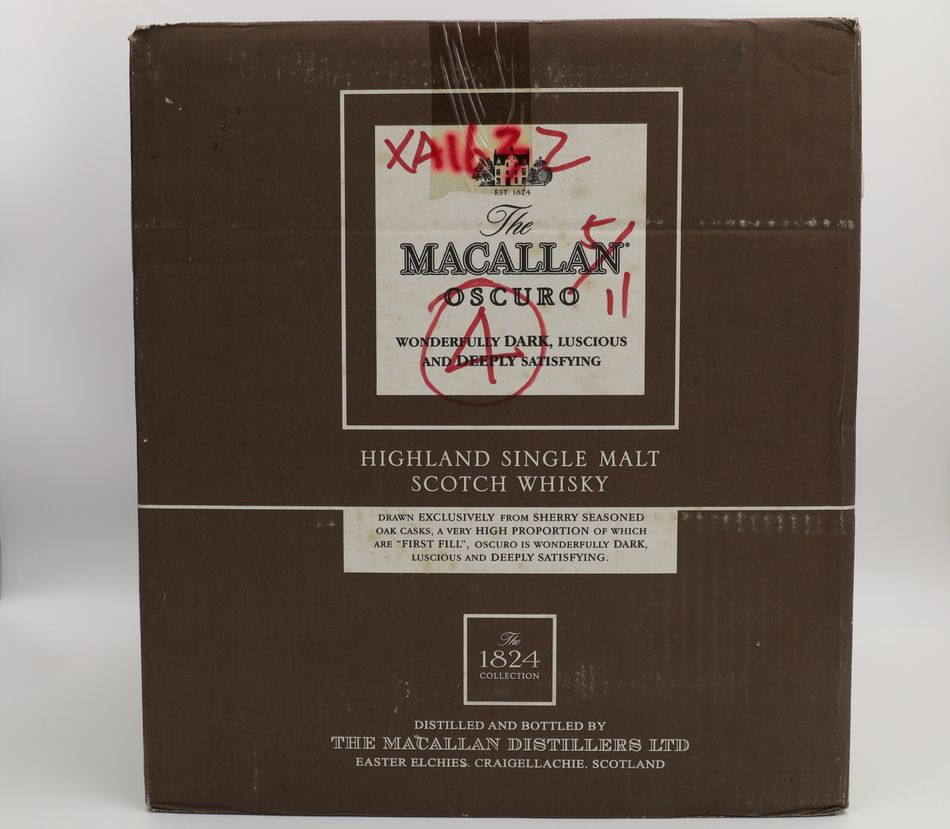 XA1632
EST. 1824
The
MACALLAN®
OSCURO
5/11
4
WONDERFULLY DARK, LUSCIOUS
AND DEEPLY SATISFYING
HIGHLAND SINGLE MALT
SCOTCH WHISKY
DRAWN EXCLUSIVELY FROM SHERRY SEASONED
OAK CASKS, A VERY HIGH PROPORTION OF WHICH
ARE "FIRST FILL", OSCURO IS WONDERFULLY DARK,
LUSCIOUS AND DEEPLY SATISFYING.
The
1824
COLLECTION
DISTILLED AND BOTTLED BY
THE MACALLAN DISTILLERS LTD
EASTER ELCHIES. CRAIGELLACHIE. SCOTLAND